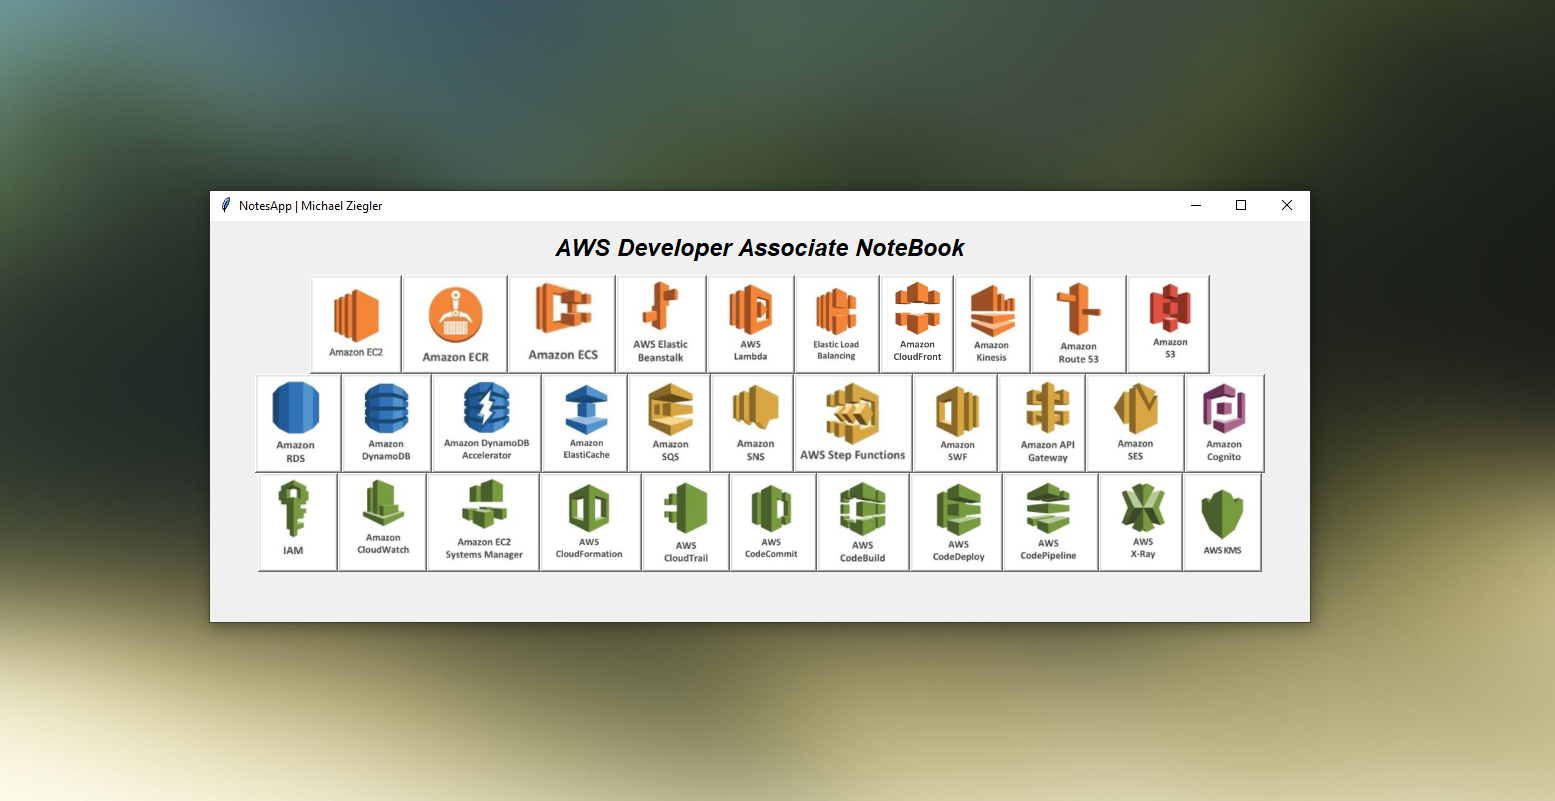 NotesApp | Michael Ziegler
AWS Developer Associate NoteBook
Amazon EC2
Amazon ECR
Amazon ECS
AWS Elastic
Beanstalk
AWS
Lambda
Elastic Load
Balancing
Amazon
CloudFront
Amazon
Kinesis
Amazon
Route 53
Amazon
S3
Amazon
RDS
Amazon
DynamoDB
Amazon DynamoDB
Accelerator
Amazon
ElastiCache
Amazon
SQS
Amazon
SNS
AWS Step Functions
Amazon
SWF
Amazon API
Gateway
Amazon
SES
Amazon
Cognito
IAM
Amazon
CloudWatch
Amazon EC2
Systems Manager
AWS
CloudFormation
AWS
CloudTrail
AWS
CodeCommit
AWS
CodeBuild
AWS
CodeDeploy
AWS
CodePipeline
AWS
X-Ray
AWS KMS